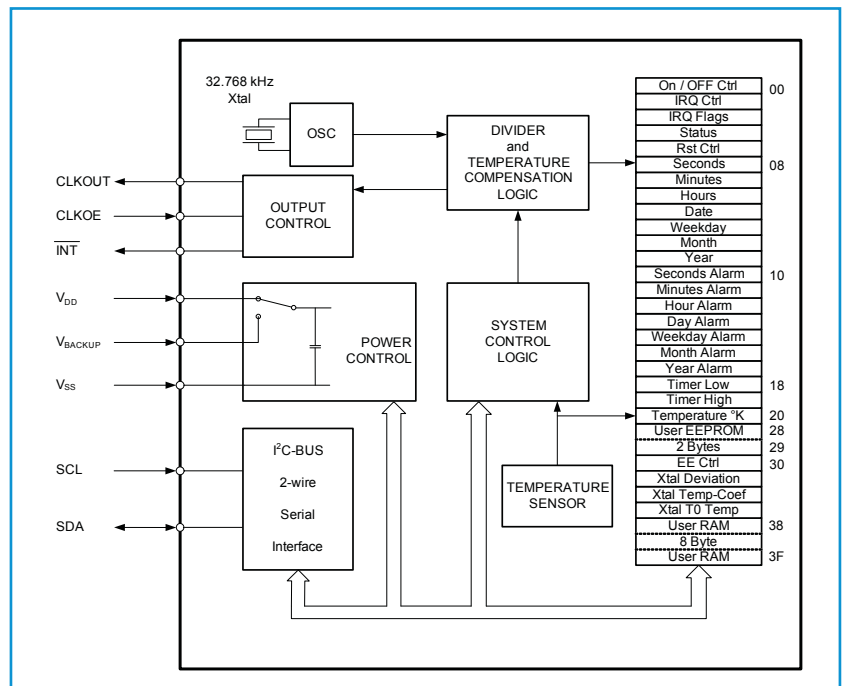 32.768 kHz
Xtal
OSC
DIVIDER
and
TEMPERATURE
COMPENSATION
LOGIC
CLKOUT
CLKOE
INT
OUTPUT
CONTROL
VDD
VBACKUP
VSS
POWER
CONTROL
SYSTEM
CONTROL
LOGIC
SCL
SDA
I²C-BUS
2-wire
Serial
Interface
TEMPERATURE
SENSOR
On / OFF Ctrl 00
IRQ Ctrl
IRQ Flags
Status
Rst Ctrl
Seconds 08
Minutes
Hours
Date
Weekday
Month
Year
Seconds Alarm 10
Minutes Alarm
Hour Alarm
Day Alarm
Weekday Alarm
Month Alarm
Year Alarm
Timer Low 18
Timer High
Temperature °K 20
User EEPROM 28
2 Bytes 29
EE Ctrl 30
Xtal Deviation
Xtal Temp-Coef
Xtal T0 Temp
User RAM 38
8 Byte
User RAM 3F